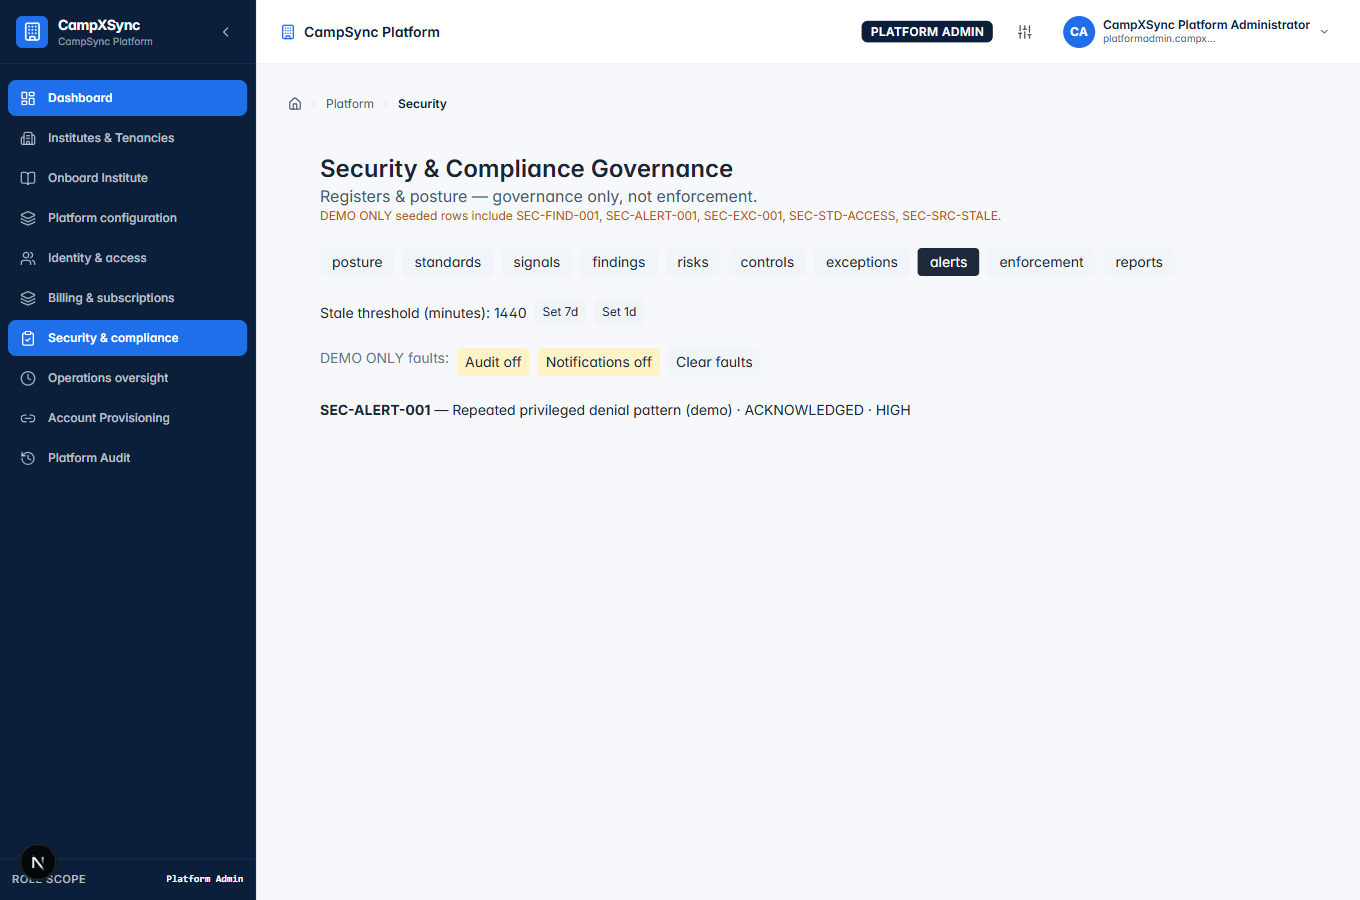 CampXSync
CampSync Platform
Dashboard
Institutes & Tenancies
Onboard Institute
Platform configuration
Identity & access
Billing & subscriptions
Security & compliance
Operations oversight
Account Provisioning
Platform Audit
N
SCOPE
Platform Admin
CampSync Platform
PLATFORM ADMIN
CA
CampXSync Platform Administrator
platformadmin.campx...
Platform
Security
Security & Compliance Governance
Registers & posture — governance only, not enforcement.
DEMO ONLY seeded rows include SEC-FIND-001, SEC-ALERT-001, SEC-EXC-001, SEC-STD-ACCESS, SEC-SRC-STALE.
posture standards signals findings risks controls exceptions alerts enforcement reports
Stale threshold (minutes): 1440 Set 7d Set 1d
DEMO ONLY faults: Audit off Notifications off Clear faults
SEC-ALERT-001 — Repeated privileged denial pattern (demo) · ACKNOWLEDGED · HIGH